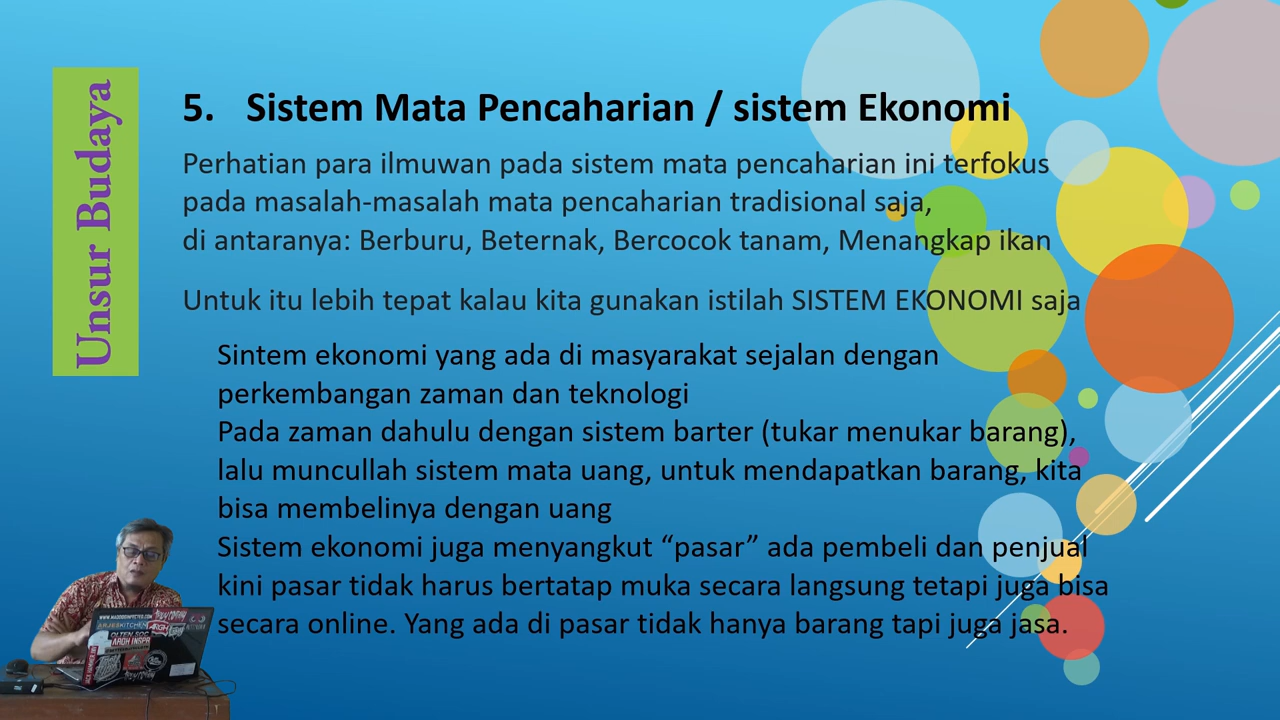 Unsur Budaya
5. Sistem Mata Pencaharian / sistem Ekonomi
Perhatian para ilmuwan pada sistem mata pencaharian ini terfokus
pada masalah-masalah mata pencaharian tradisional saja,
di antaranya: Berburu, Beternak, Bercocok tanam, Menangkap ikan
Untuk itu lebih tepat kalau kita gunakan istilah SISTEM EKONOMI saja
Sintem ekonomi yang ada di masyarakat sejalan dengan
perkembangan zaman dan teknologi
Pada zaman dahulu dengan sistem barter (tukar menukar barang),
lalu muncullah sistem mata uang, untuk mendapatkan barang, kita
bisa membelinya dengan uang
Sistem ekonomi juga menyangkut “pasar” ada pembeli dan penjual
kini pasar tidak harus bertatap muka secara langsung tetapi juga bisa
secara online. Yang ada di pasar tidak hanya barang tapi juga jasa.